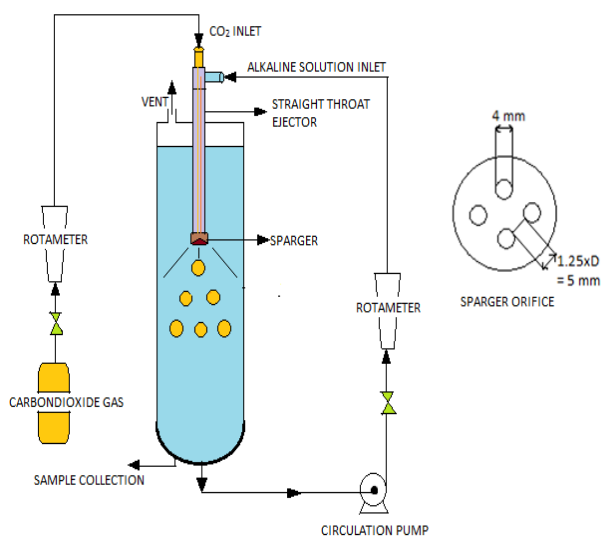 CO₂ INLET
ALKALINE SOLUTION INLET
VENT
STRAIGHT THROAT
EJECTOR
4 mm
ROTAMETER
SPARGER
1.25xD
= 5 mm
SPARGER ORIFICE
ROTAMETER
CARBONDIOXIDE GAS
SAMPLE COLLECTION
CIRCULATION PUMP